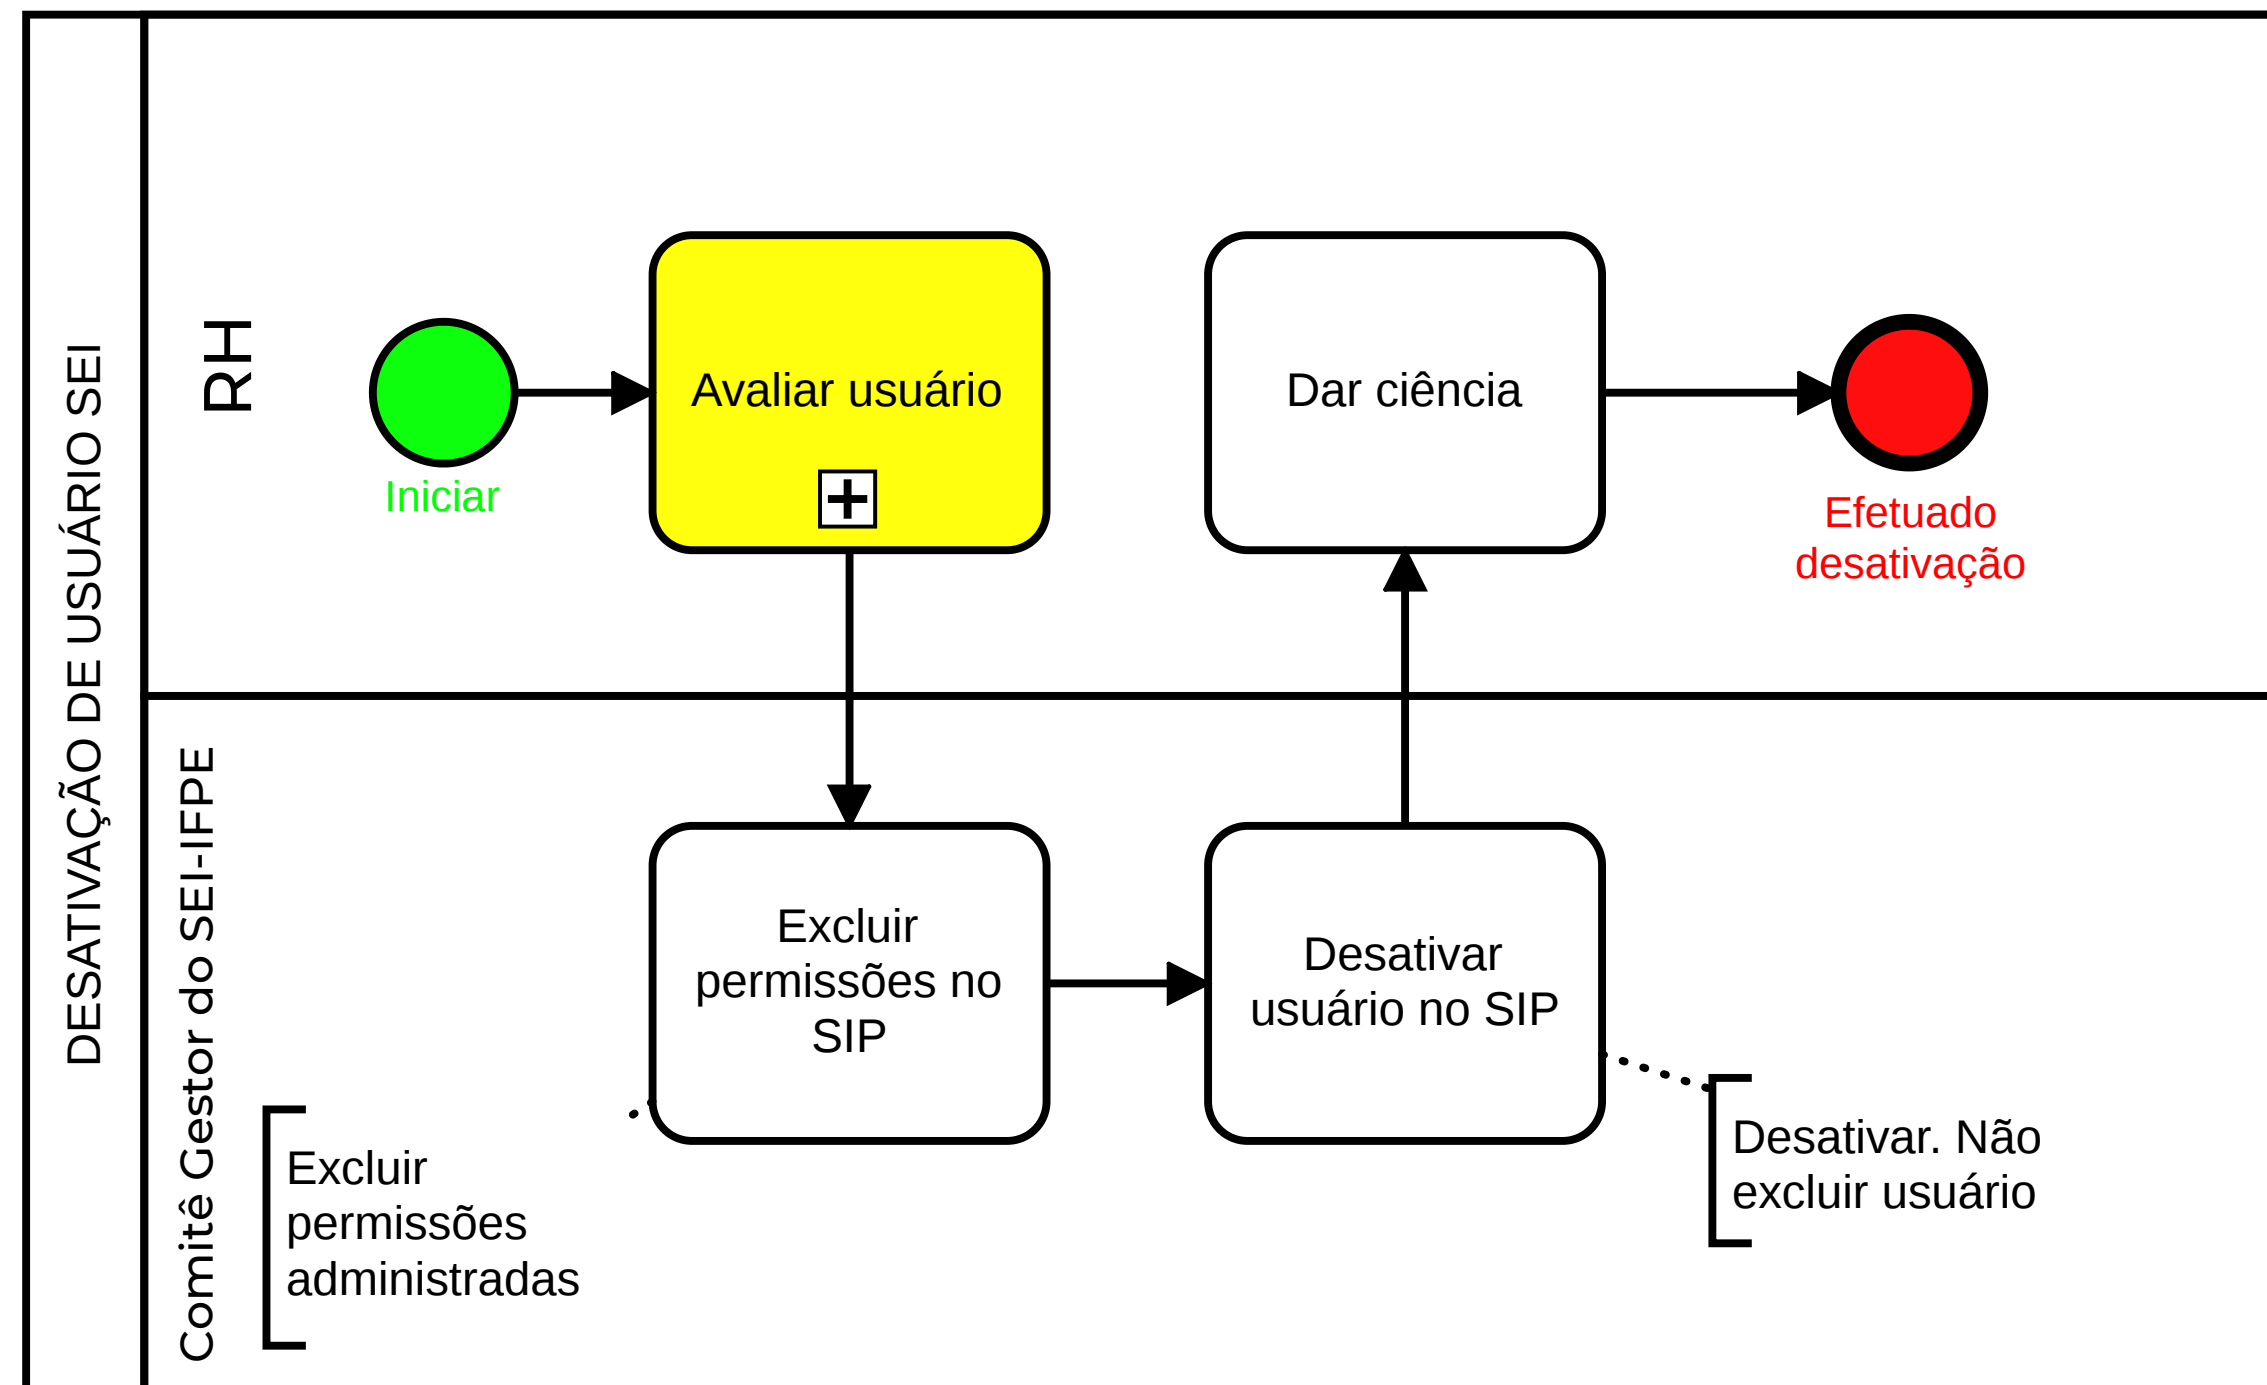 DESATIVAÇÃO DE USUÁRIO SEI
RH
Iniciar
Avaliar usuário
Dar ciência
Efetuado
desativação
Comitê Gestor do SEI-IFPE
Excluir
permissões no
SIP
Desativar
usuário no SIP
Excluir
permissões
administradas
Desativar. Não
excluir usuário